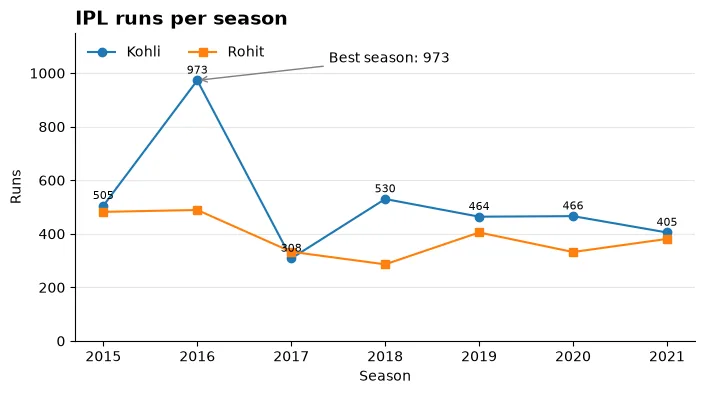 IPL runs per season
Kohli Rohit
Best season: 973
973
505
308
530
464
466
405
1000
800
600
400
200
0
Runs
2015 2016 2017 2018 2019 2020 2021
Season